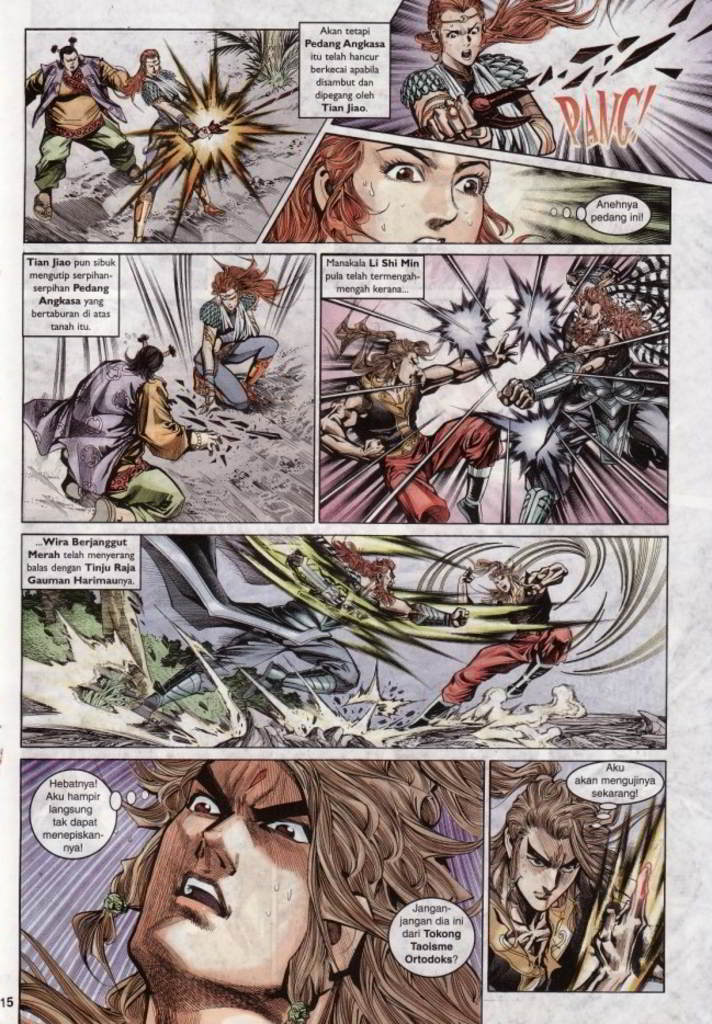 Akan tetapi
Pedang Angkasa
itu telah hancur
berkecai apabila
disambut dan
dipegang oleh
Tian Jiao.
PANG!
Anehnya
pedang ini!
Tian Jiao pun sibuk
mengutip serpihan-
serpihan Pedang
Angkasa yang
bertaburan di atas
tanah itu.
Manakala Li Shi Min
pula telah termengah-
mengah kerana...
...Wira Berjanggut
Merah telah menyerang
balas dengan Tinju Raja
Gauman Harimaunya.
Hebatnya!
Aku hampir
langsung
tak dapat
menepiskan-
nya!
Jangan-
jangan dia ini
dari Tokong
Taoisme
Ortodoks?
Aku
akan mengujinya
sekarang!
15